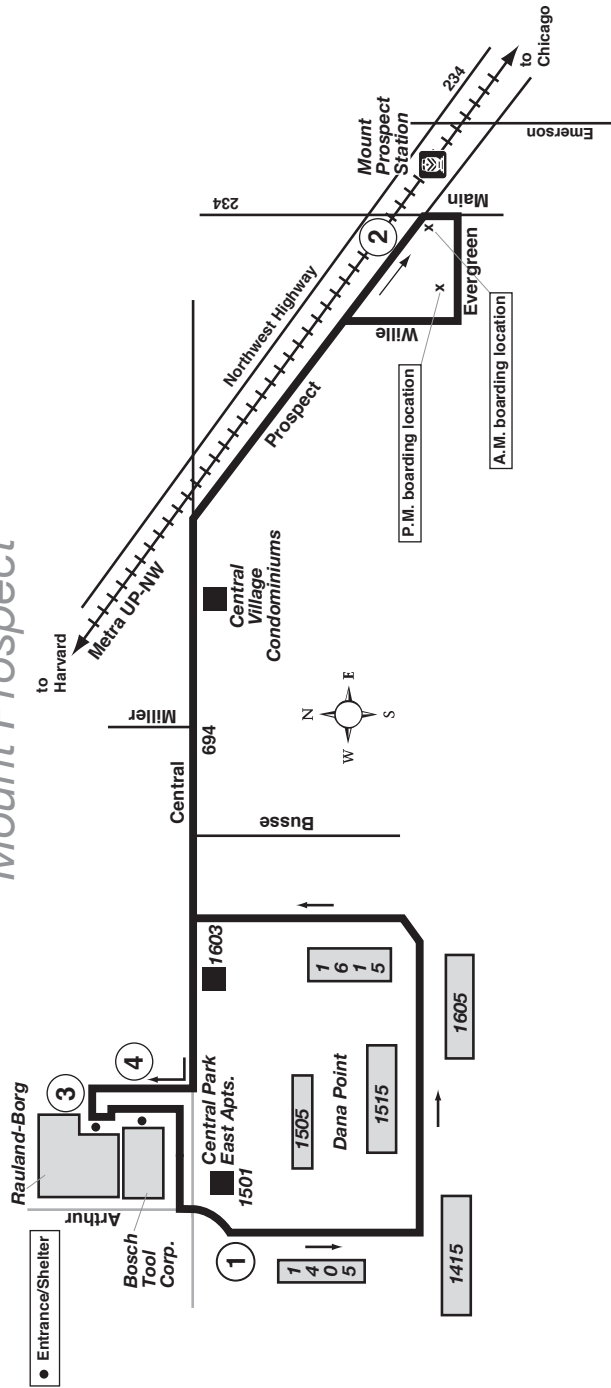 Mount Prospect
● Entrance/Shelter
Rauland-Borg
Arthur
Bosch
Tool
Corp.
3
4
1
Central Park
East Apts.
1501
1603
1405
1415
1505
Dana Point
1515
1615
1605
Central
694
Miller
Busse
to
Harvard
Metra UP-NW
Central
Village
Condominiums
N
E
S
W
Northwest Highway
Prospect
2
234
Wille
Evergreen
Main
Mount
Prospect
Station
234
Emerson
to
Chicago
x
x
P.M. boarding location
A.M. boarding location